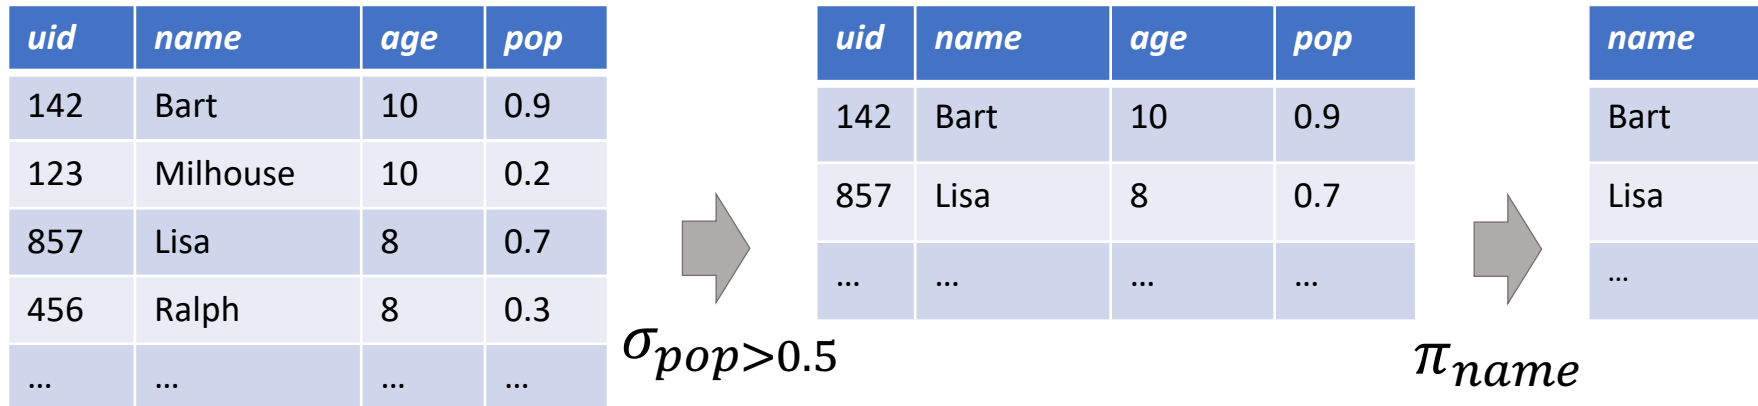 uid name age pop
142 Bart 10 0.9
123 Milhouse 10 0.2
857 Lisa 8 0.7
456 Ralph 8 0.3
... ... ... ...
σpop>0.5
uid name age pop
142 Bart 10 0.9
857 Lisa 8 0.7
... ... ... ...
πname
name
Bart
Lisa
...